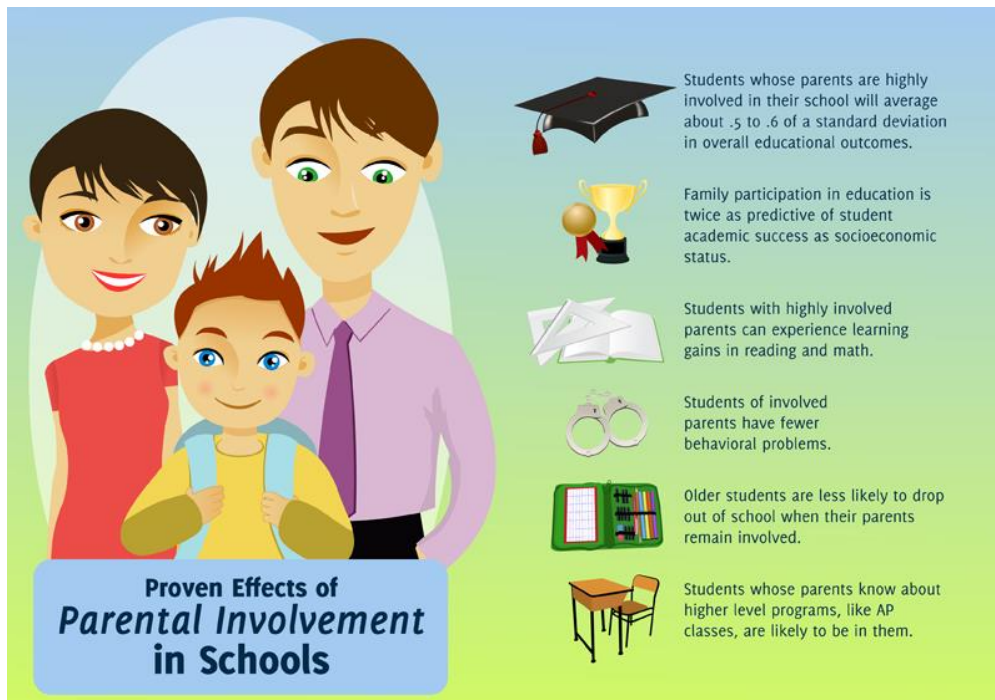 Students whose parents are highly
involved in their school will average
about .5 to .6 of a standard deviation
in overall educational outcomes.
Family participation in education is
twice as predictive of student
academic success as socioeconomic
status.
Students with highly involved
parents can experience learning
gains in reading and math.
Students of involved
parents have fewer
behavioral problems.
Older students are less likely to drop
out of school when their parents
remain involved.
Students whose parents know about
higher level programs, like AP
classes, are likely to be in them.
Proven Effects of
Parental Involvement
in Schools